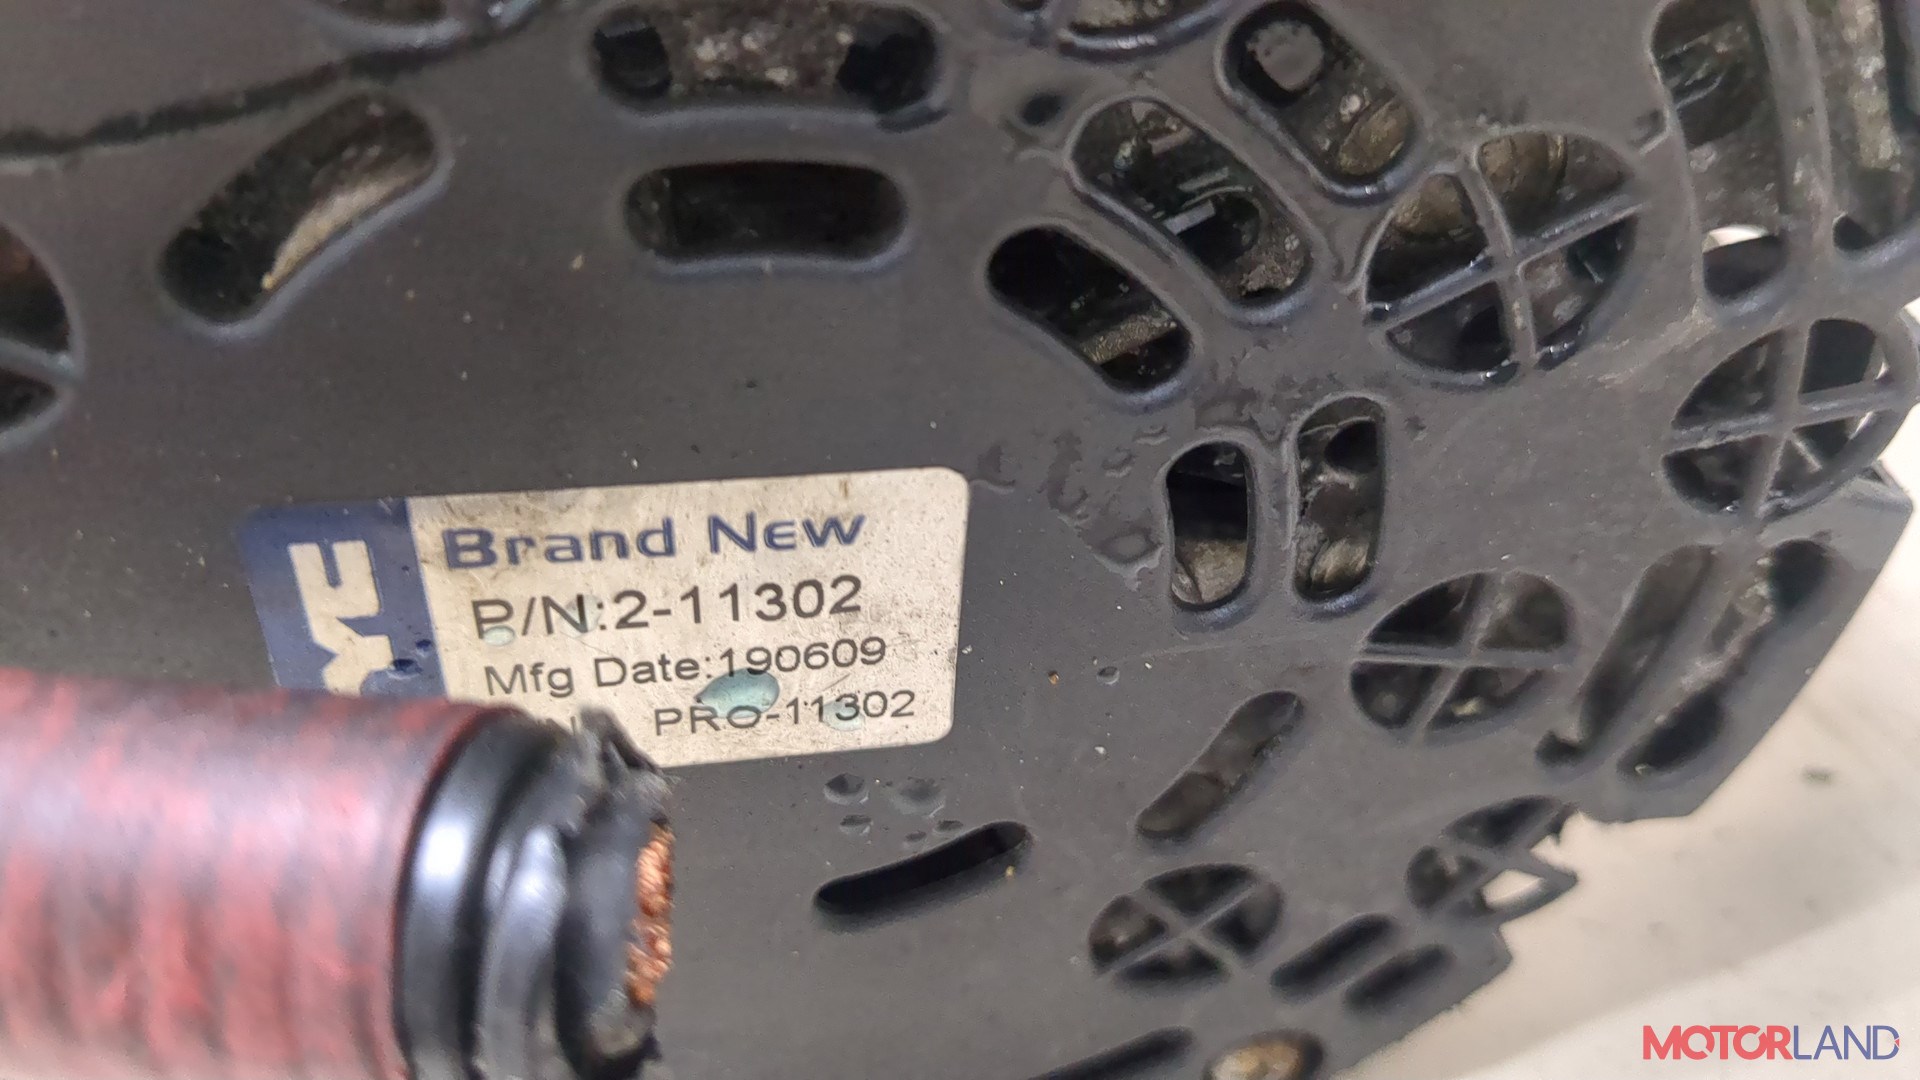 Brand New
P/N:2-11302
Mfg Date:190609
PRO-11302
MOTORLAND